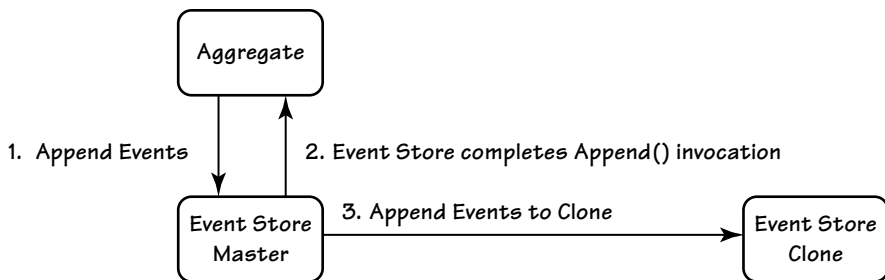 Aggregate
1. Append Events
2. Event Store completes Append() invocation
3. Append Events to Clone
Event Store
Master
Event Store
Clone